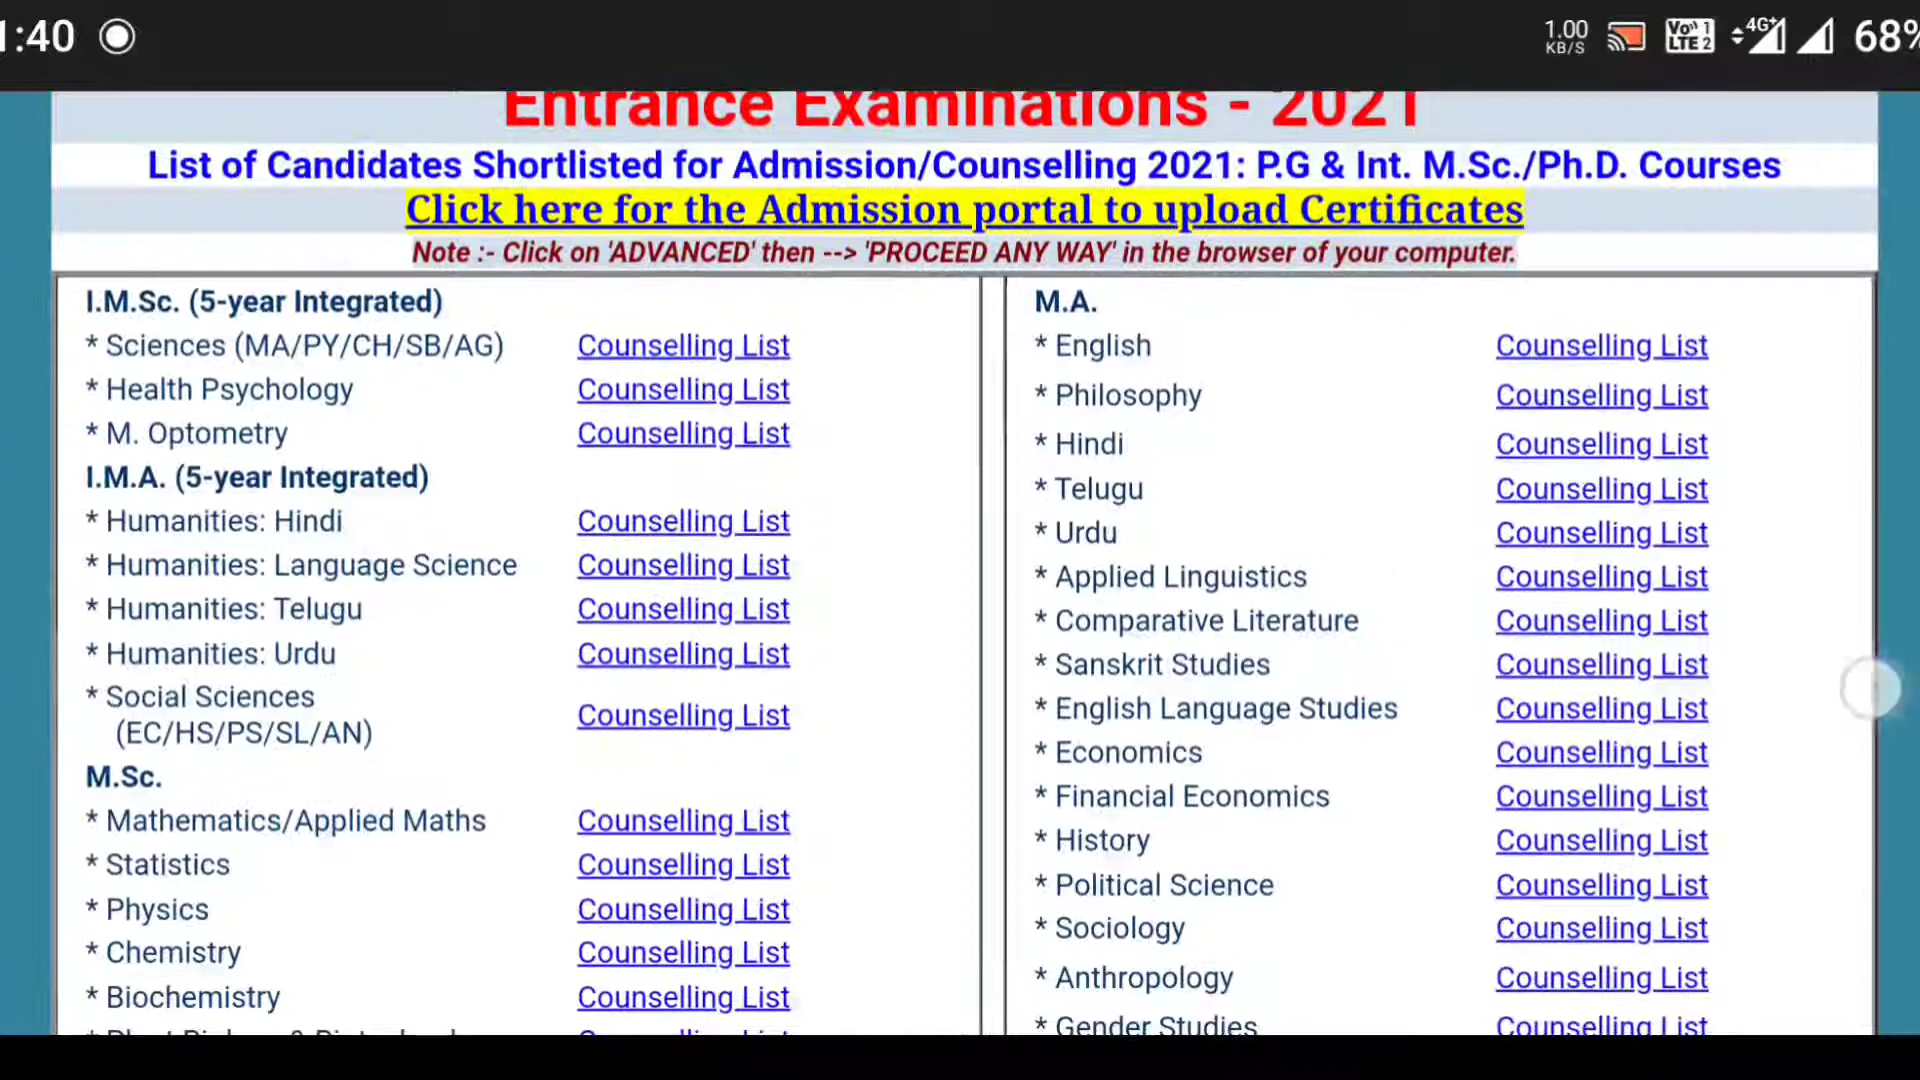 1:40
1.00
KB/S
Vo)) 1
LTE 2
4G+
68%
Entrance Examinations - 2021
List of Candidates Shortlisted for Admission/Counselling 2021: P.G & Int. M.Sc./Ph.D. Courses
Click here for the Admission portal to upload Certificates
Note :- Click on 'ADVANCED' then --> 'PROCEED ANY WAY' in the browser of your computer.
I.M.Sc. (5-year Integrated)
* Sciences (MA/PY/CH/SB/AG) Counselling List
* Health Psychology Counselling List
* M. Optometry Counselling List
I.M.A. (5-year Integrated)
* Humanities: Hindi Counselling List
* Humanities: Language Science Counselling List
* Humanities: Telugu Counselling List
* Humanities: Urdu Counselling List
* Social Sciences
(EC/HS/PS/SL/AN) Counselling List
M.Sc.
* Mathematics/Applied Maths Counselling List
* Statistics Counselling List
* Physics Counselling List
* Chemistry Counselling List
* Biochemistry Counselling List
M.A.
* English Counselling List
* Philosophy Counselling List
* Hindi Counselling List
* Telugu Counselling List
* Urdu Counselling List
* Applied Linguistics Counselling List
* Comparative Literature Counselling List
* Sanskrit Studies Counselling List
* English Language Studies Counselling List
* Economics Counselling List
* Financial Economics Counselling List
* History Counselling List
* Political Science Counselling List
* Sociology Counselling List
* Anthropology Counselling List
* Gender Studies Counselling List